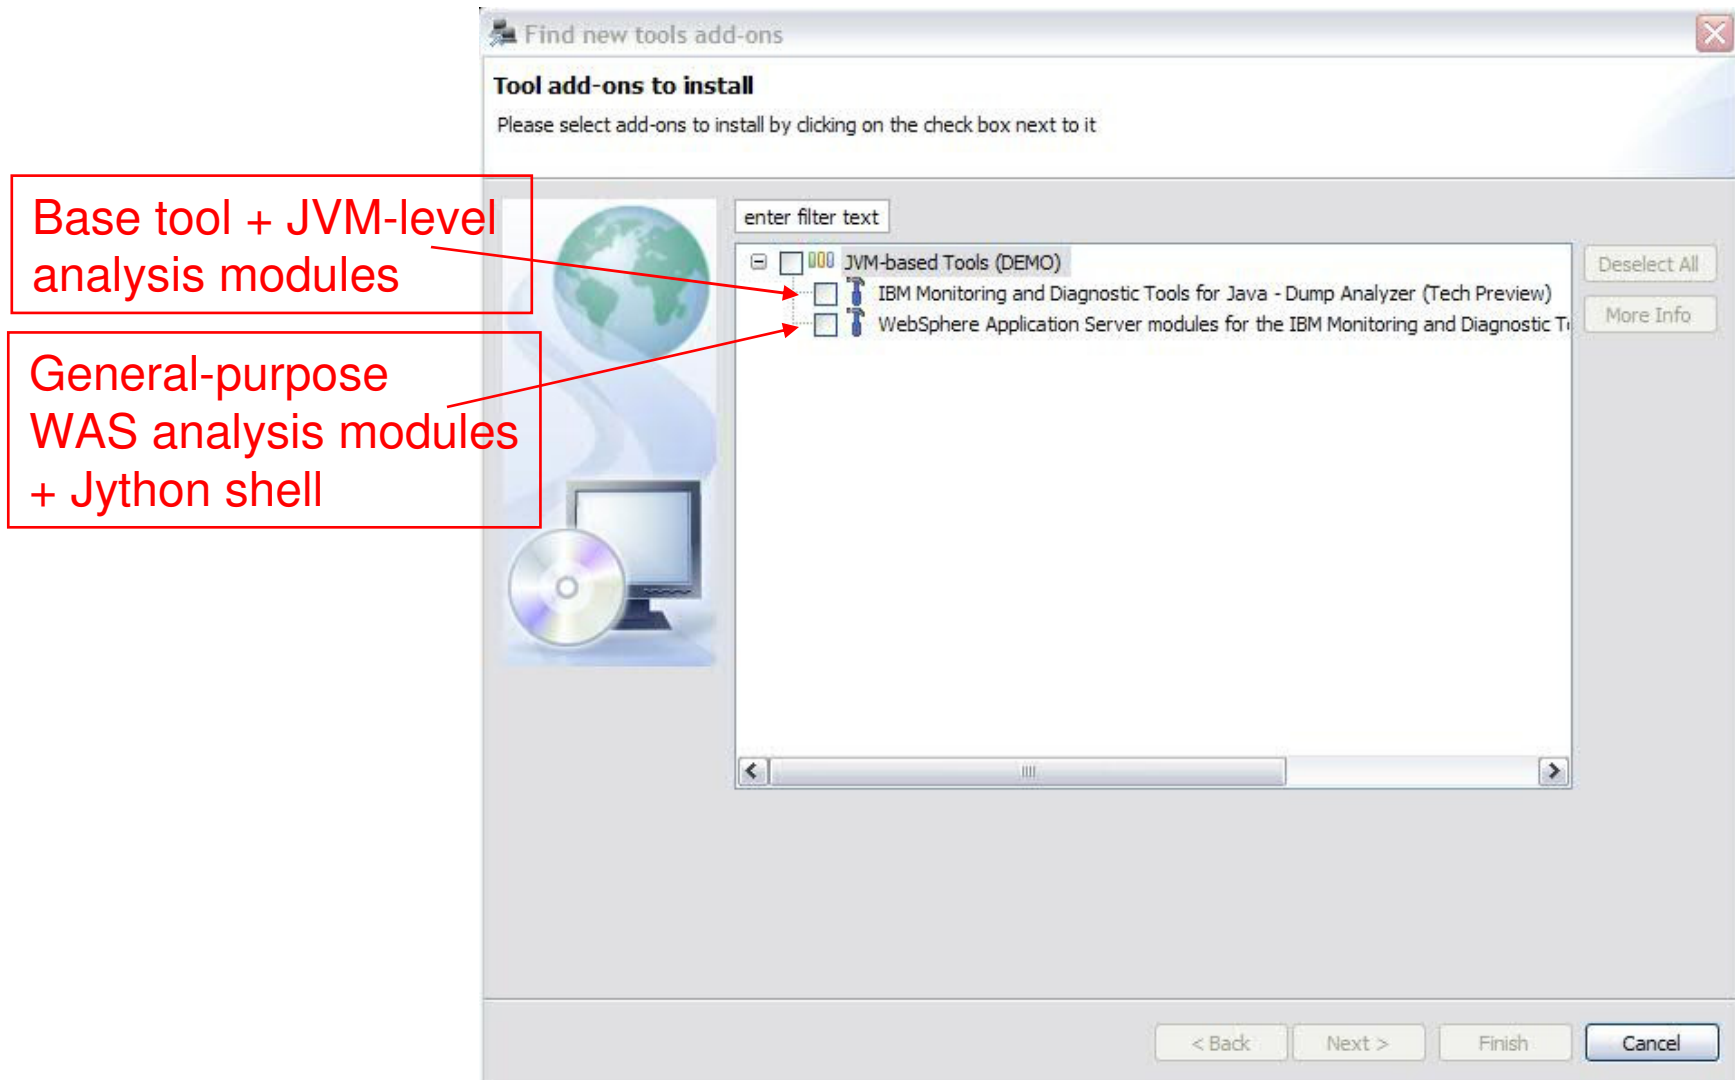 Find new tools add-ons
Tool add-ons to install
Please select add-ons to install by clicking on the check box next to it
Base tool + JVM-level
analysis modules
General-purpose
WAS analysis modules
+ Jython shell
enter filter text
JVM-based Tools (DEMO)
IBM Monitoring and Diagnostic Tools for Java - Dump Analyzer (Tech Preview)
WebSphere Application Server modules for the IBM Monitoring and Diagnostic
Deselect All
More Info
< Back
Next >
Finish
Cancel